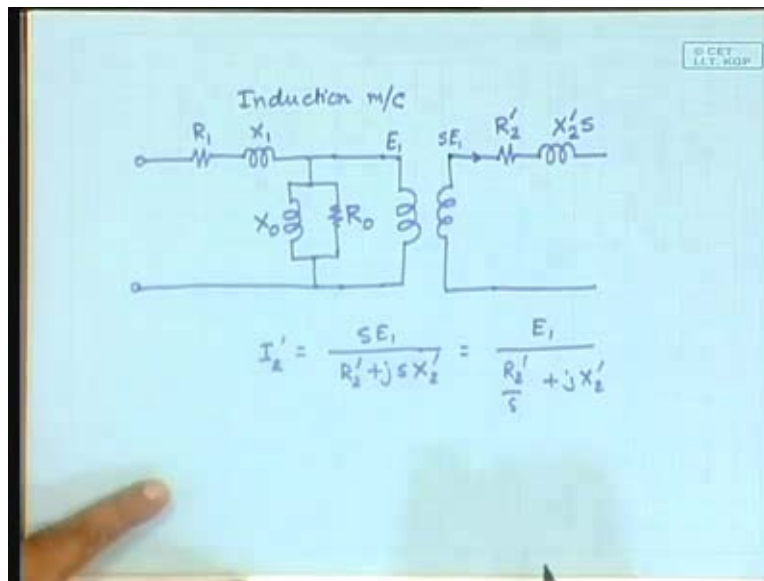 © CET
I.I.T. KGP
Induction m/c
R₁ X₁ E₁ SE₁ R₂' X₂'S
X₀ R₀
I₂' = SE₁ / (R₂' + j s X₂') = E₁ / (R₂'/s + j X₂')